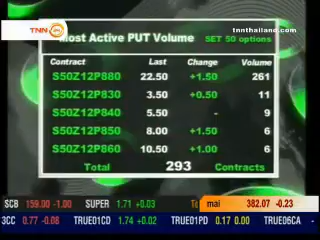 TNN
tnnthailand.com
Most Active PUT Volume SET 50 options
Contract Last Change Volume
S50Z12P880 22.50 +1.50 261
S50Z12P830 3.50 +0.50 11
S50Z12P840 5.50 - 9
S50Z12P850 8.00 +1.50 6
S50Z12P860 10.50 +1.00 6
Total 293 Contracts
SCB 159.00 -1.00 SUPER 1.71 +0.03 mai 382.07 -0.23
3CC 0.77 -0.08 TRUE01CD 1.74 +0.02 TRUE01PD 0.17 0.00 TRUE06CA -